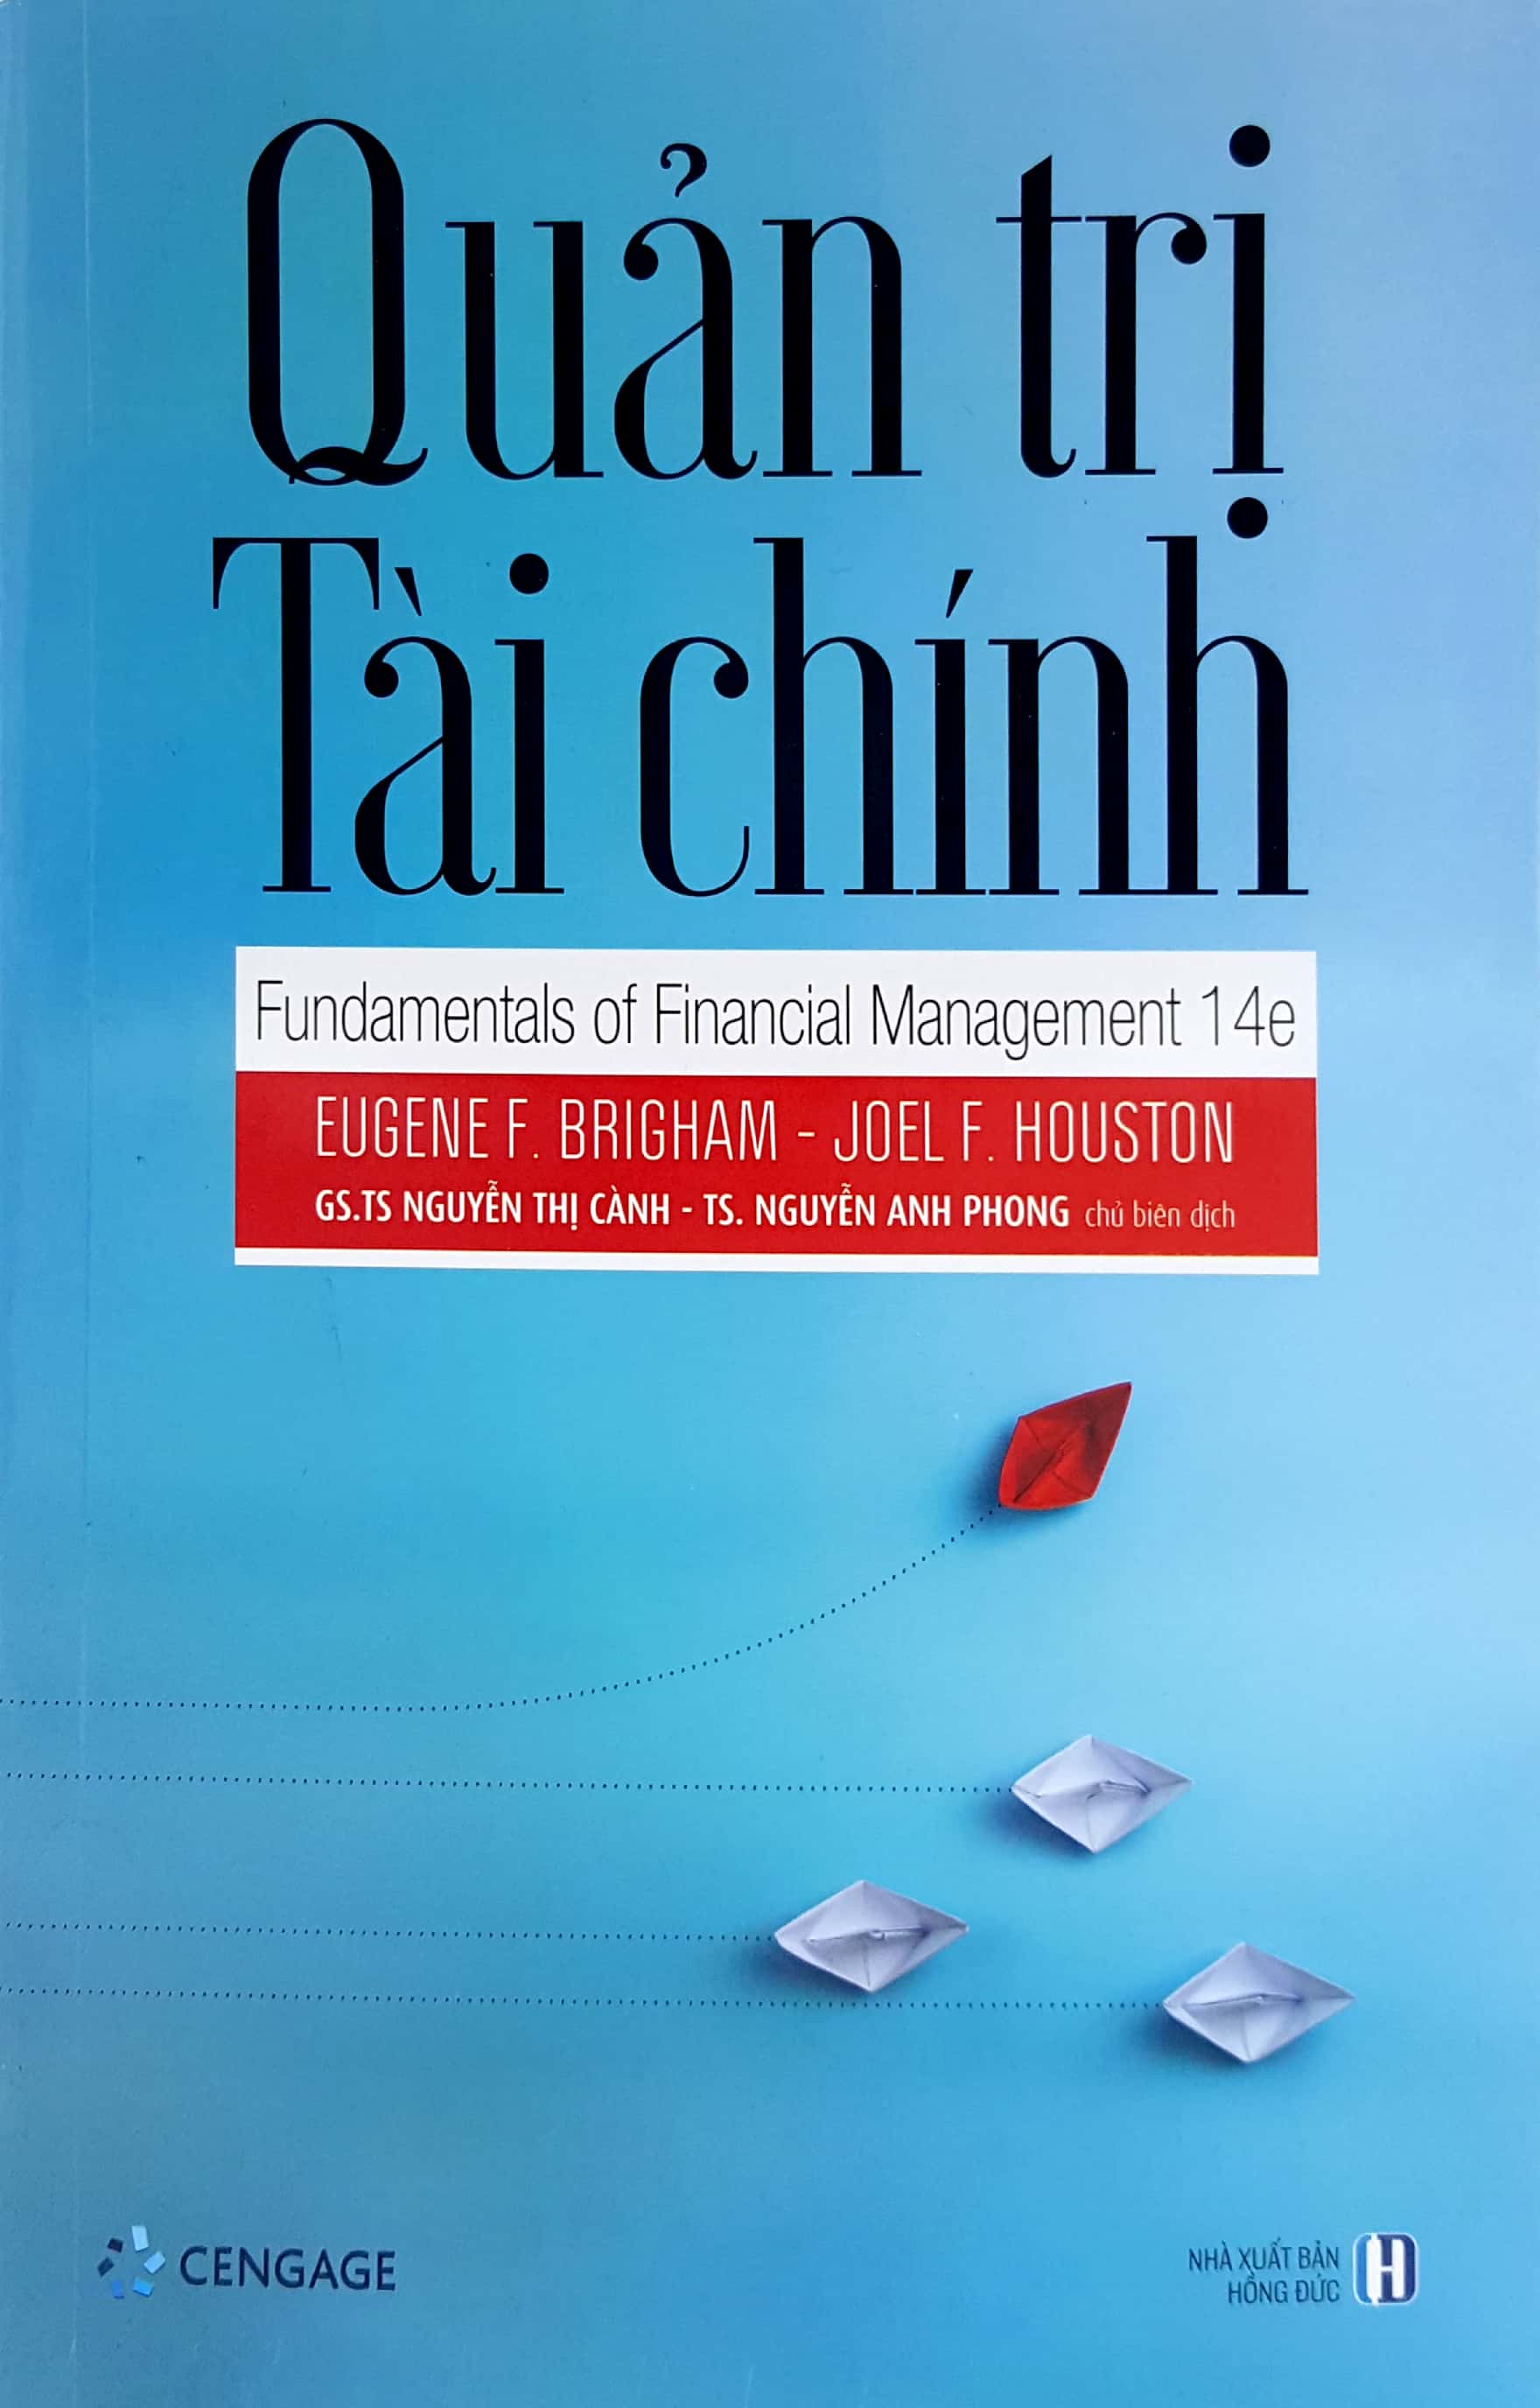 Quản trị
Tài chính
Fundamentals of Financial Management 14e
EUGENE F. BRIGHAM - JOEL F. HOUSTON
GS.TS NGUYỄN THỊ CÀNH - TS. NGUYỄN ANH PHONG chủ biên dịch
CENGAGE
NHÀ XUẤT BẢN
HỒNG ĐỨC